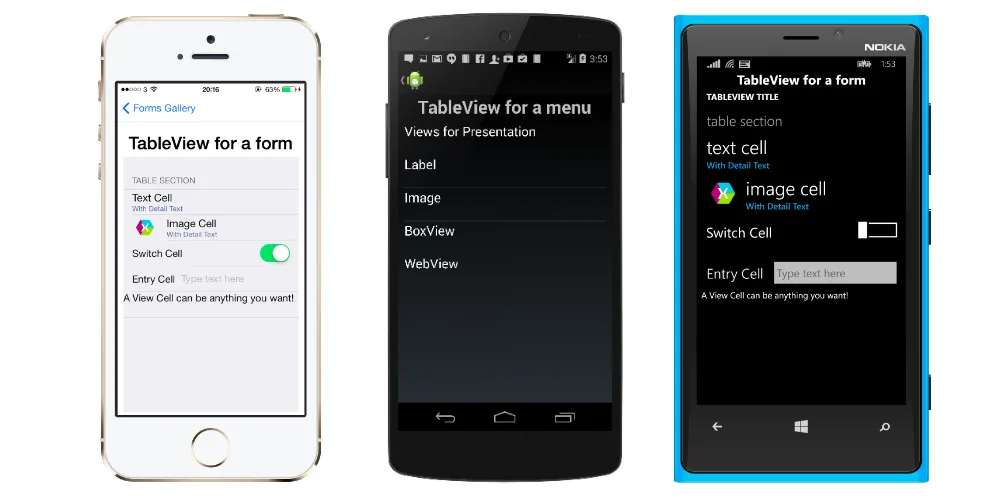 3 20:16 63%
Forms Gallery
TableView for a form
TABLE SECTION
Text Cell
With Detail Text
Image Cell
With Detail Text
Switch Cell
Entry Cell Type text here
A View Cell can be anything you want!
3G 3:53
TableView for a menu
Views for Presentation
Label
Image
BoxView
WebView
NOKIA
1:53
TableView for a form
TABLEVIEW TITLE
table section
text cell
With Detail Text
image cell
With Detail Text
Switch Cell
Entry Cell Type text here
A View Cell can be anything you want!